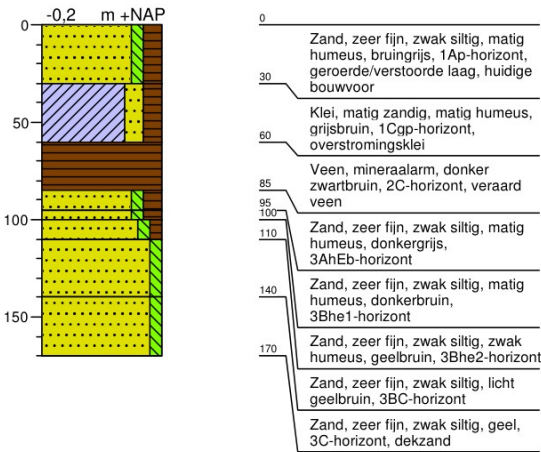 -0,2 m +NAP
0
50
100
150
0
Zand, zeer fijn, zwak siltig, matig
humeus, bruingrijs, 1Ap-horizont,
geroerde/verstoorde laag, huidige
bouwvoor
30
Klei, matig zandig, matig humeus,
grijsbruin, 1Cgp-horizont,
overstromingsklei
60
Veen, mineraalarm, donker
zwartbruin, 2C-horizont, veraard
veen
85
Zand, zeer fijn, zwak siltig, matig
humeus, donkergrijs,
3AhEb-horizont
95
Zand, zeer fijn, zwak siltig, matig
humeus, donkerbruin,
3Bhe1-horizont
100
Zand, zeer fijn, zwak siltig, zwak
humeus, geelbruin, 3Bhe2-horizont
110
Zand, zeer fijn, zwak siltig, licht
geelbruin, 3BC-horizont
140
Zand, zeer fijn, zwak siltig, geel,
3C-horizont, dekzand
170